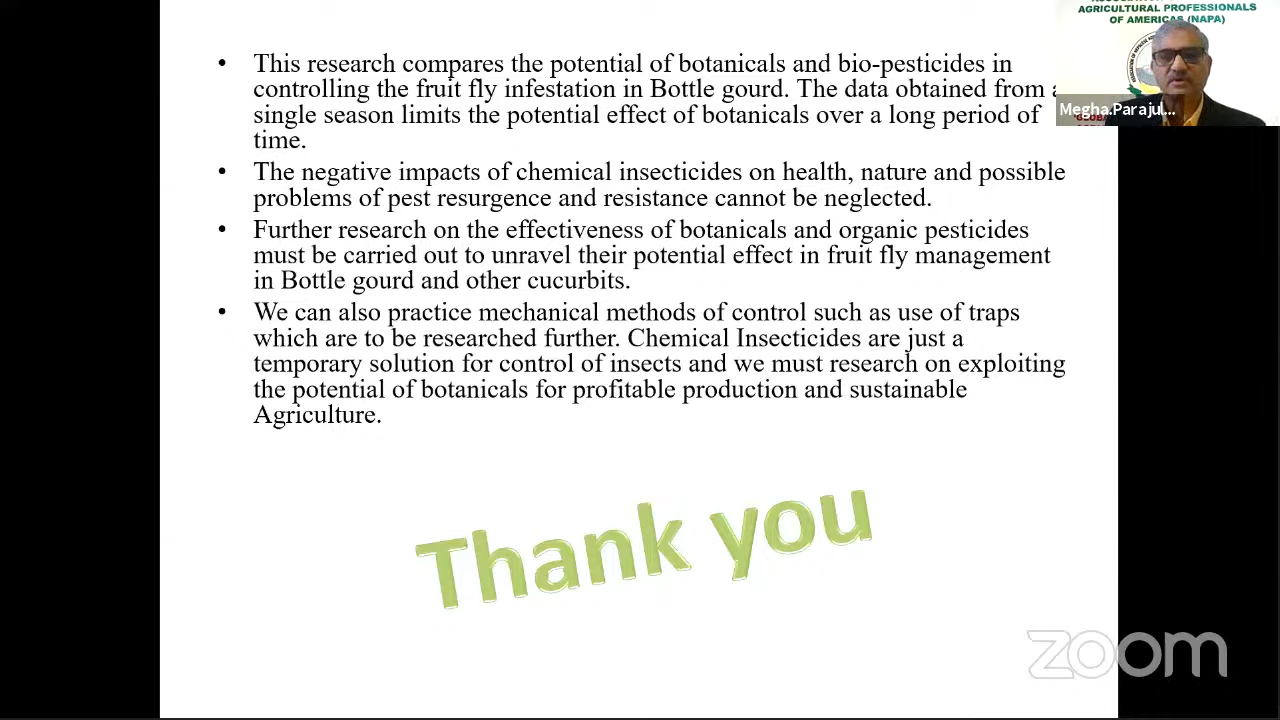 AGRICULTURAL PROFESSIONALS
OF AMERICAS (NAPA)
Megha.Parajul...
• This research compares the potential of botanicals and bio-pesticides in
controlling the fruit fly infestation in Bottle gourd. The data obtained from a
single season limits the potential effect of botanicals over a long period of
time.
• The negative impacts of chemical insecticides on health, nature and possible
problems of pest resurgence and resistance cannot be neglected.
• Further research on the effectiveness of botanicals and organic pesticides
must be carried out to unravel their potential effect in fruit fly management
in Bottle gourd and other cucurbits.
• We can also practice mechanical methods of control such as use of traps
which are to be researched further. Chemical Insecticides are just a
temporary solution for control of insects and we must research on exploiting
the potential of botanicals for profitable production and sustainable
Agriculture.
Thank you
zoom